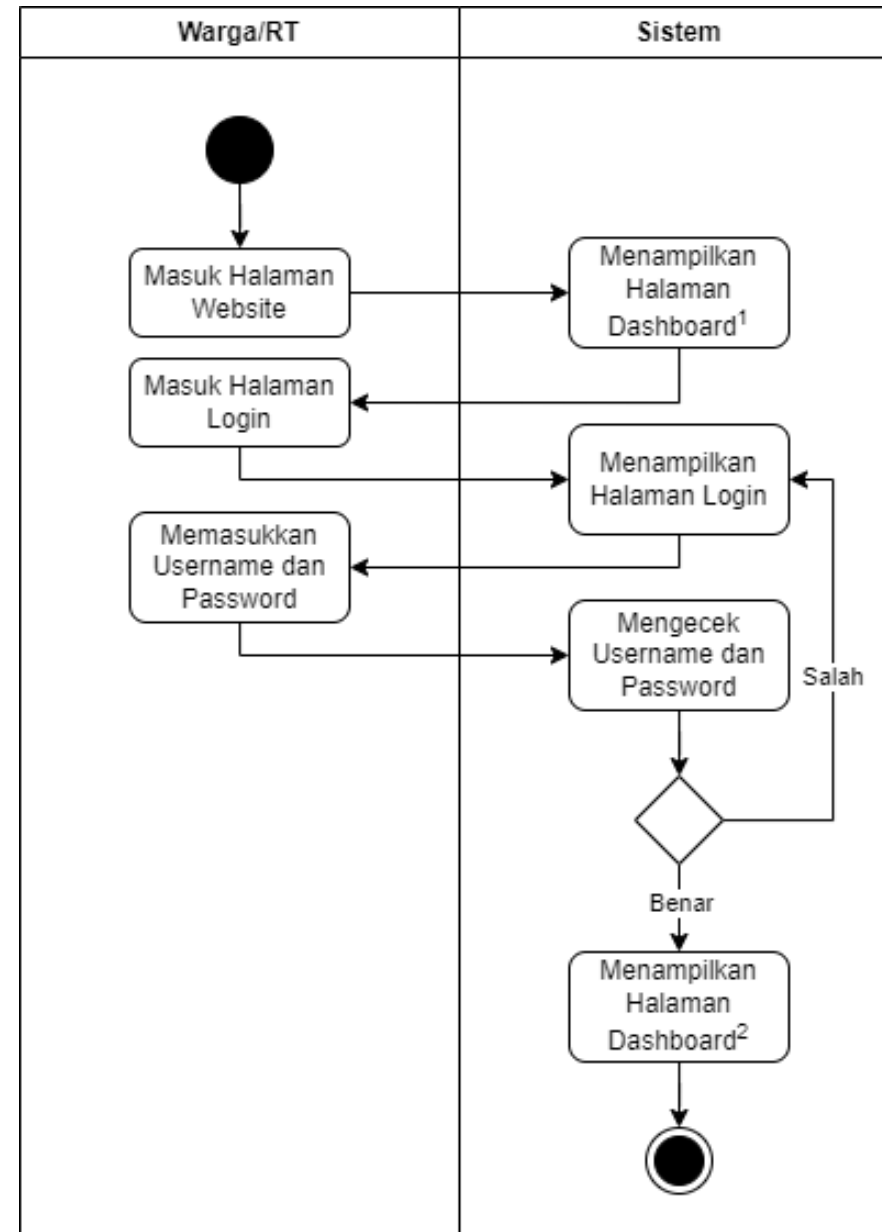 Warga/RT
Sistem
Masuk Halaman
Website
Menampilkan
Halaman
Dashboard¹
Masuk Halaman
Login
Menampilkan
Halaman Login
Memasukkan
Username dan
Password
Mengecek
Username dan
Password
Salah
Benar
Menampilkan
Halaman
Dashboard²